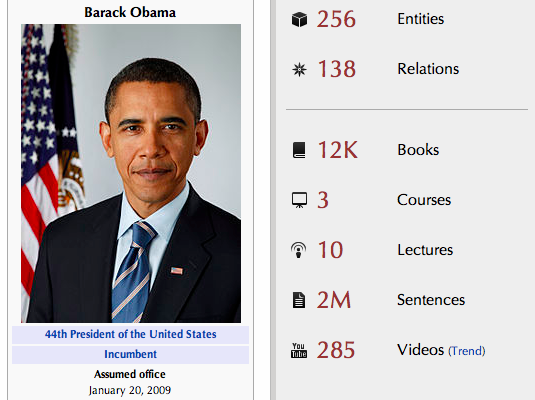 Barack Obama
44th President of the United States
Incumbent
Assumed office
January 20, 2009
256 Entities
138 Relations
12K Books
3 Courses
10 Lectures
2M Sentences
You Tube 285 Videos (Trend)